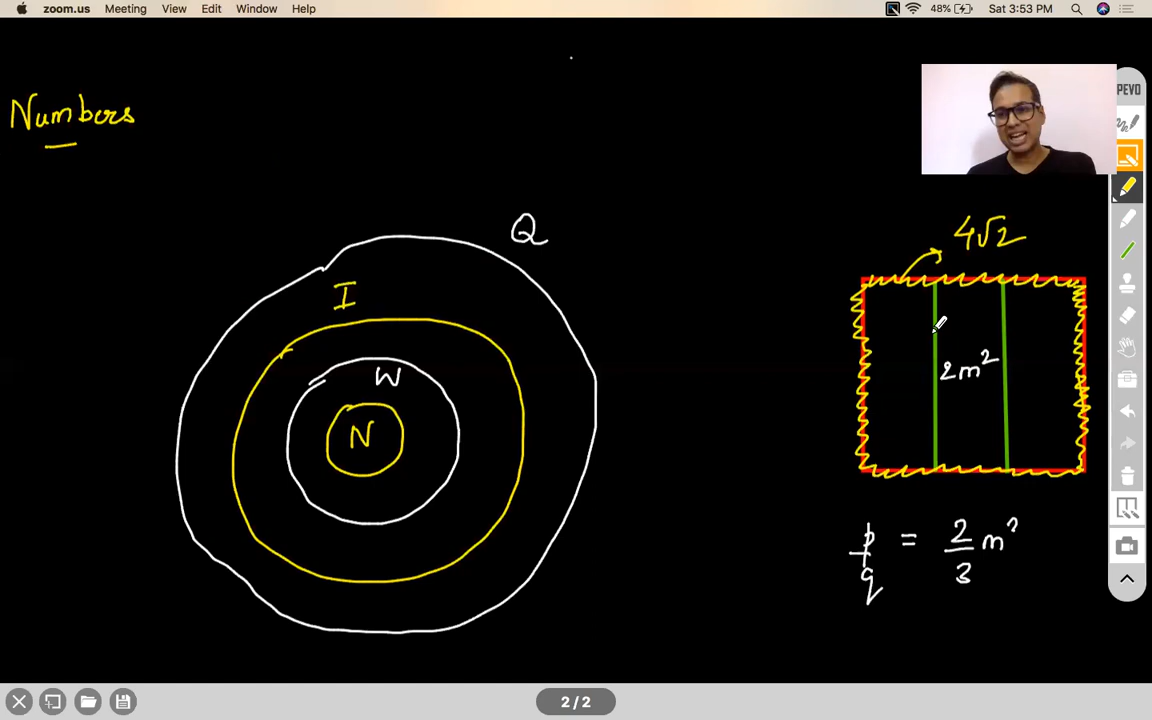 zoom.us Meeting View Edit Window Help 48% Sat 3:53 PM
IPEVO
Numbers
Q
4√2
I
W
2m²
N
p/q = 2/3 m²
2 / 2